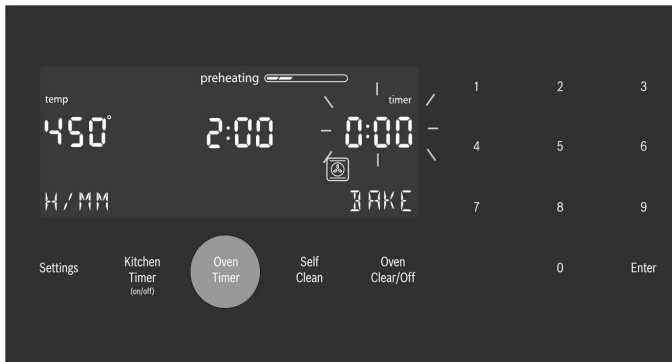 preheating
temp
timer
450°
2:00
0:00
H/MM
BAKE
1 2 3
4 5 6
7 8 9
0 Enter
Settings
Kitchen
Timer
(on/off)
Oven
Timer
Self
Clean
Oven
Clear/Off